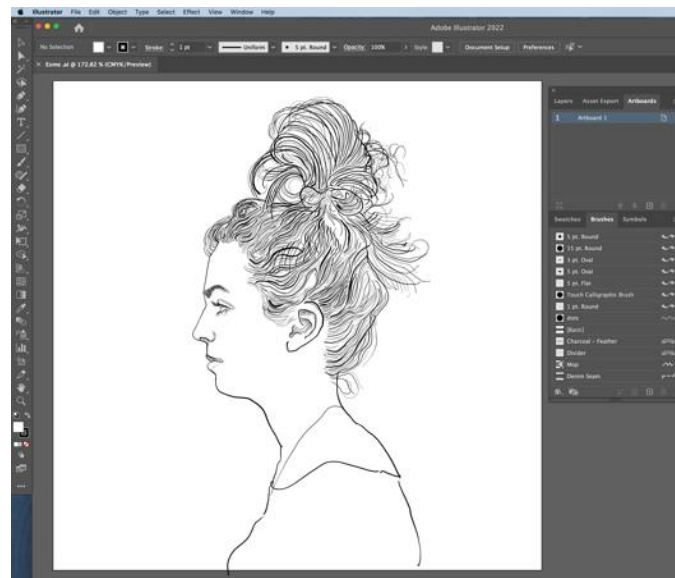 Illustrator File Edit Object Type Select Effect View Window Help
Adobe Illustrator 2022
No Selection Stroke: 1 pt Uniform 5 pt. Round Opacity: 100% Style Document Setup Preferences
× Esme.ai @ 172.62 % (CMYK/Preview)
Layers Asset Export Artboards
1 Artboard 1
Swatches Brushes Symbols
5 pt. Round
15 pt. Round
3 pt. Oval
5 pt. Oval
5 pt. Flat
Touch Calligraphic Brush
1 pt. Round
[Basic]
Charcoal - Feather
Divider
Mop
Denim Seam